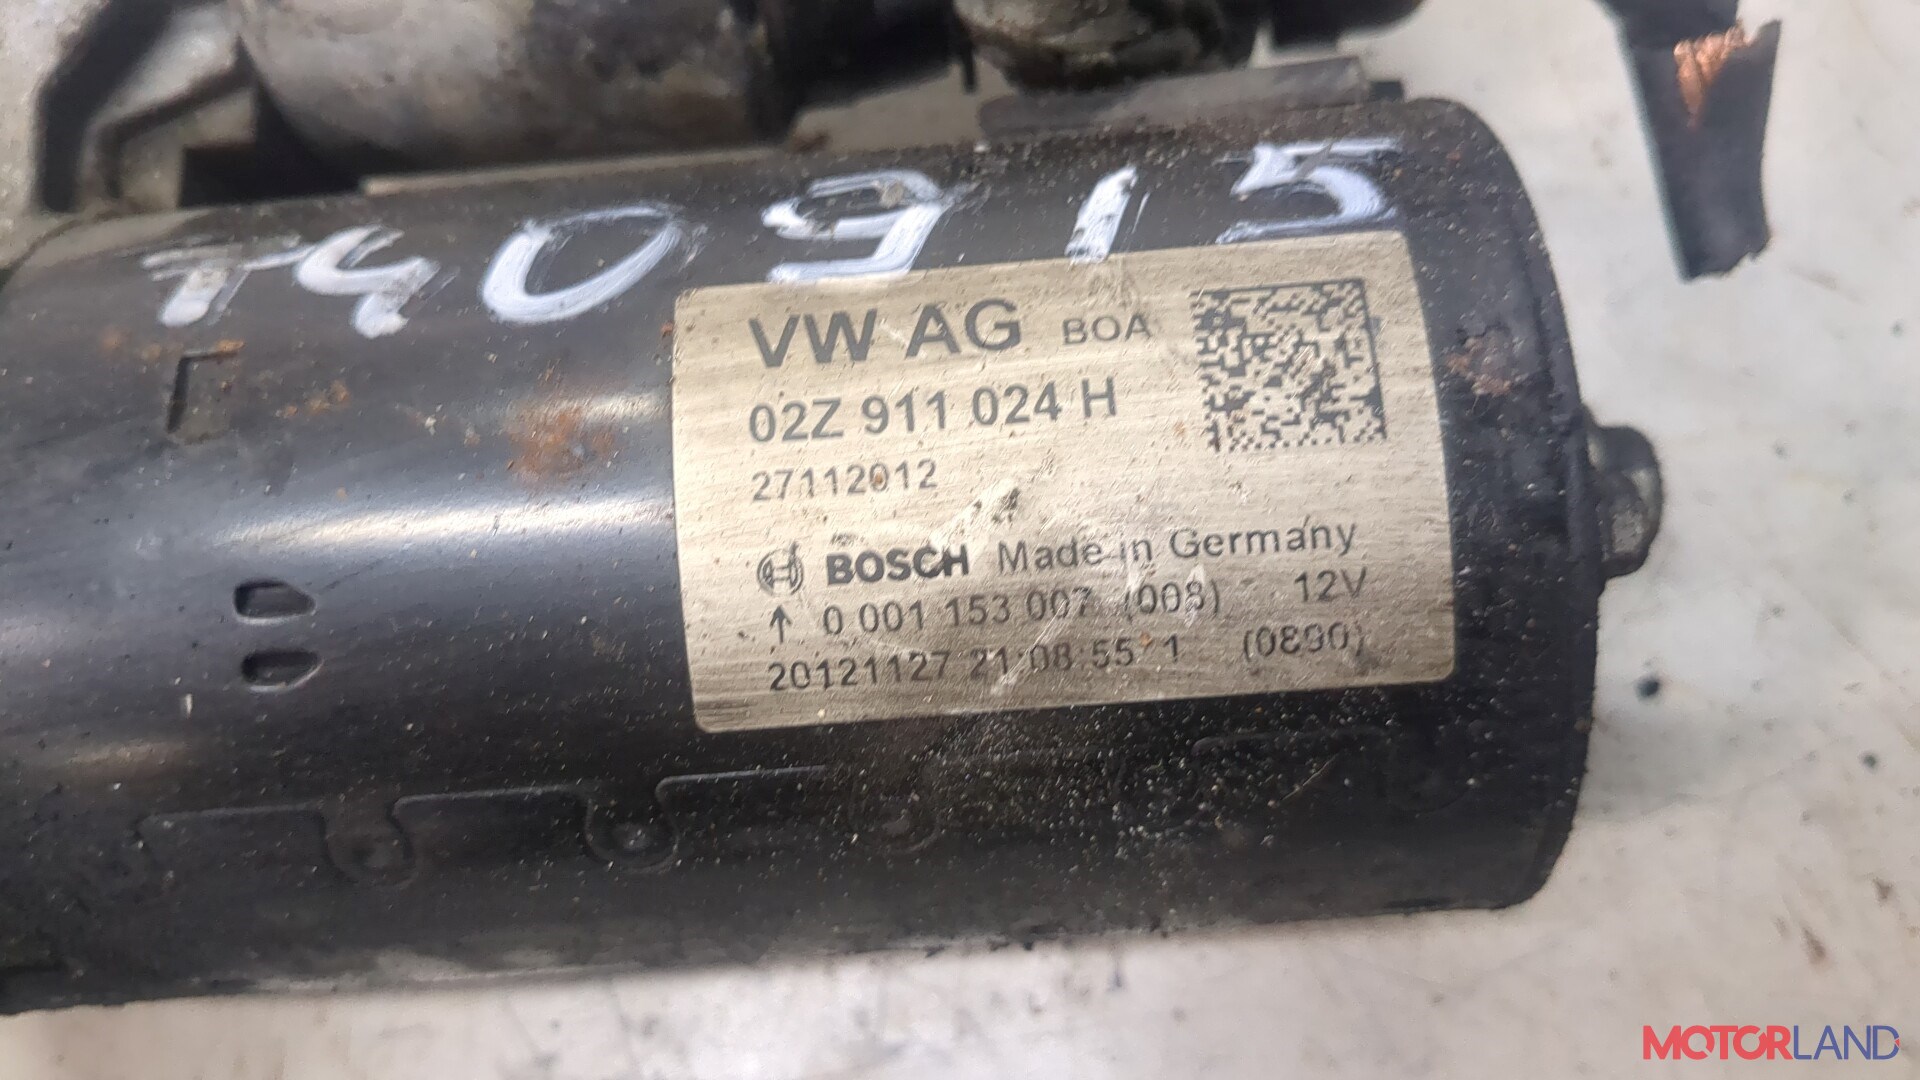 T40915
VW AG BOA
02Z 911 024 H
27112012
BOSCH Made in Germany
↑ 0 001 153 007 (008) 12V
20121127 21:08:55 1 (0890)
MOTORLAND